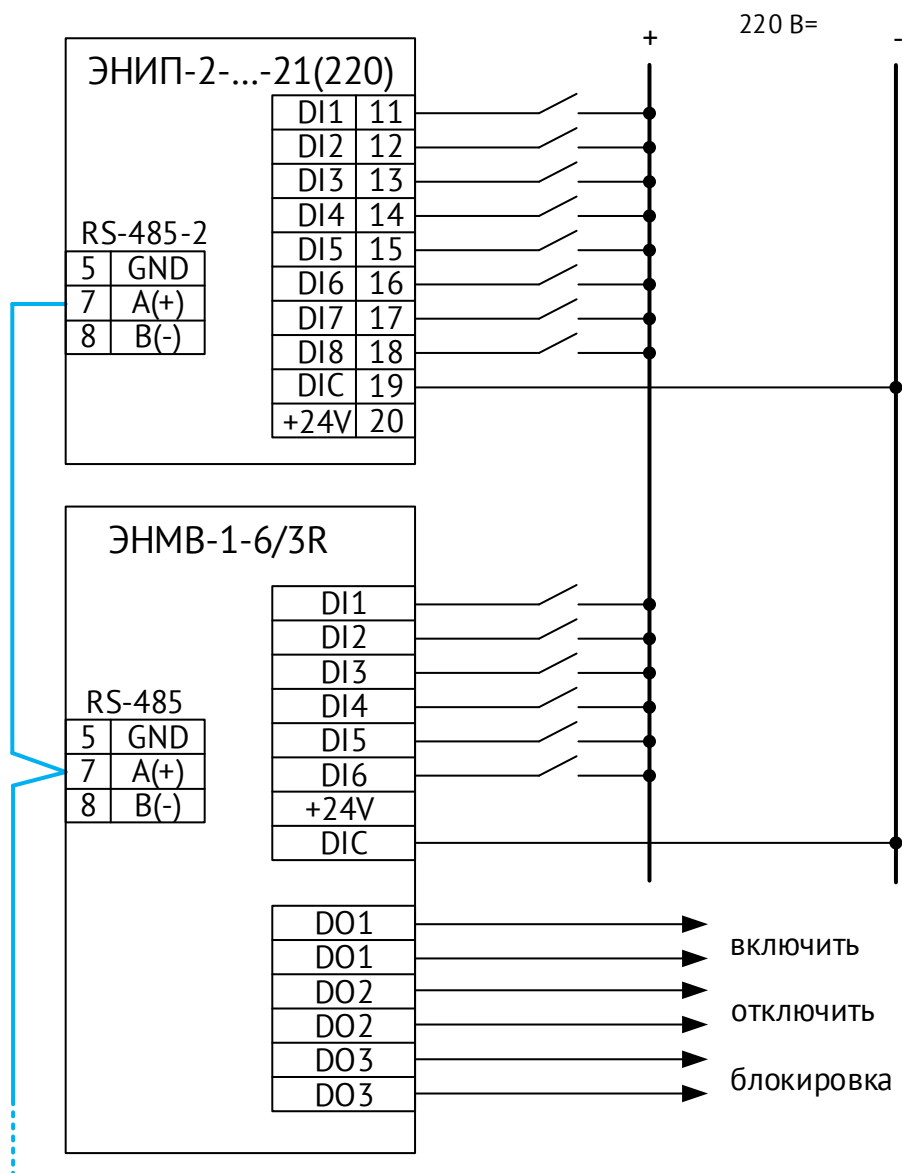 220 В=
+ -
ЭНИП-2-...-21(220)
DI1 11
DI2 12
DI3 13
DI4 14
DI5 15
DI6 16
DI7 17
DI8 18
DIC 19
+24V 20
RS-485-2
5 GND
7 A(+)
8 B(-)
ЭНМВ-1-6/3R
DI1
DI2
DI3
DI4
DI5
DI6
+24V
DIC
RS-485
5 GND
7 A(+)
8 B(-)
DO1
DO1
DO2
DO2
DO3
DO3
включить
отключить
блокировка